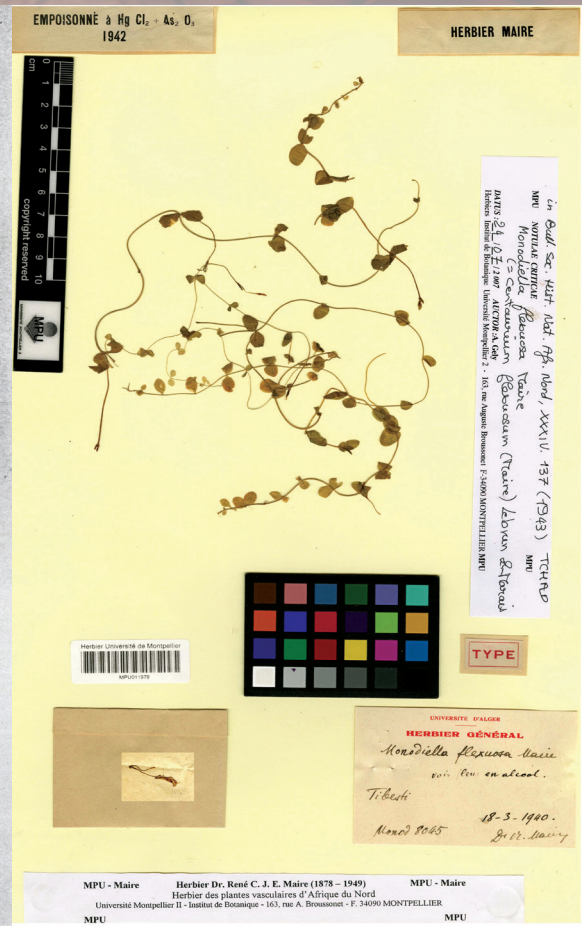 EMPOISONNÉ à Hg Cl₂ + As₂ O₃
1942
HERBIER MAIRE
cm
0
1
2
3
4
5
6
7
8
9
10
copyright reserved
MPU
in Bull. Soc. Hist. Nat. Afr. Nord, XXXIV. 137 (1943) TCHAD
MPU NOTULAE CRITICAE MPU
Monodiella flexuosa Maire
(= Centaurium flexuosum (Maire) Lebrun & Marais
DATUS : 24/07/2007 AUCTOR : A. Gely
Herbiers Institut de Botanique Université Montpellier 2 - 163, rue Auguste Broussonet F-34090 MONTPELLIER MPU
Herbier Université de Montpellier
MPU011979
TYPE
UNIVERSITÉ D'ALGER
HERBIER GÉNÉRAL
Monodiella flexuosa Maire
voir en alcool.
Tibesti
18-3-1940.
Monod 8045
Dr R. Maire
MPU - Maire Herbier Dr. René C. J. E. Maire (1878 – 1949) MPU - Maire
Herbier des plantes vasculaires d'Afrique du Nord
Université Montpellier II - Institut de Botanique - 163, rue A. Broussonet - F. 34090 MONTPELLIER
MPU MPU